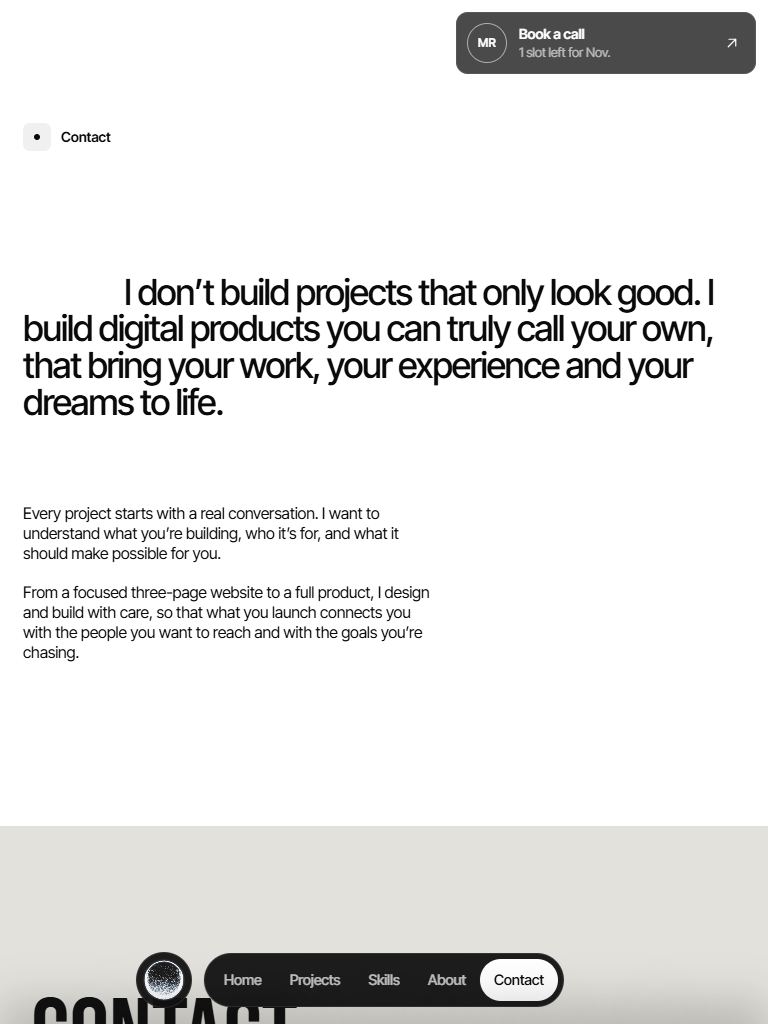 MR
Book a call
1 slot left for Nov.
Contact
I don’t build projects that only look good. I
build digital products you can truly call your own,
that bring your work, your experience and your
dreams to life.
Every project starts with a real conversation. I want to
understand what you’re building, who it’s for, and what it
should make possible for you.
From a focused three-page website to a full product, I design
and build with care, so that what you launch connects you
with the people you want to reach and with the goals you’re
chasing.
Home Projects Skills About Contact
CONTACT